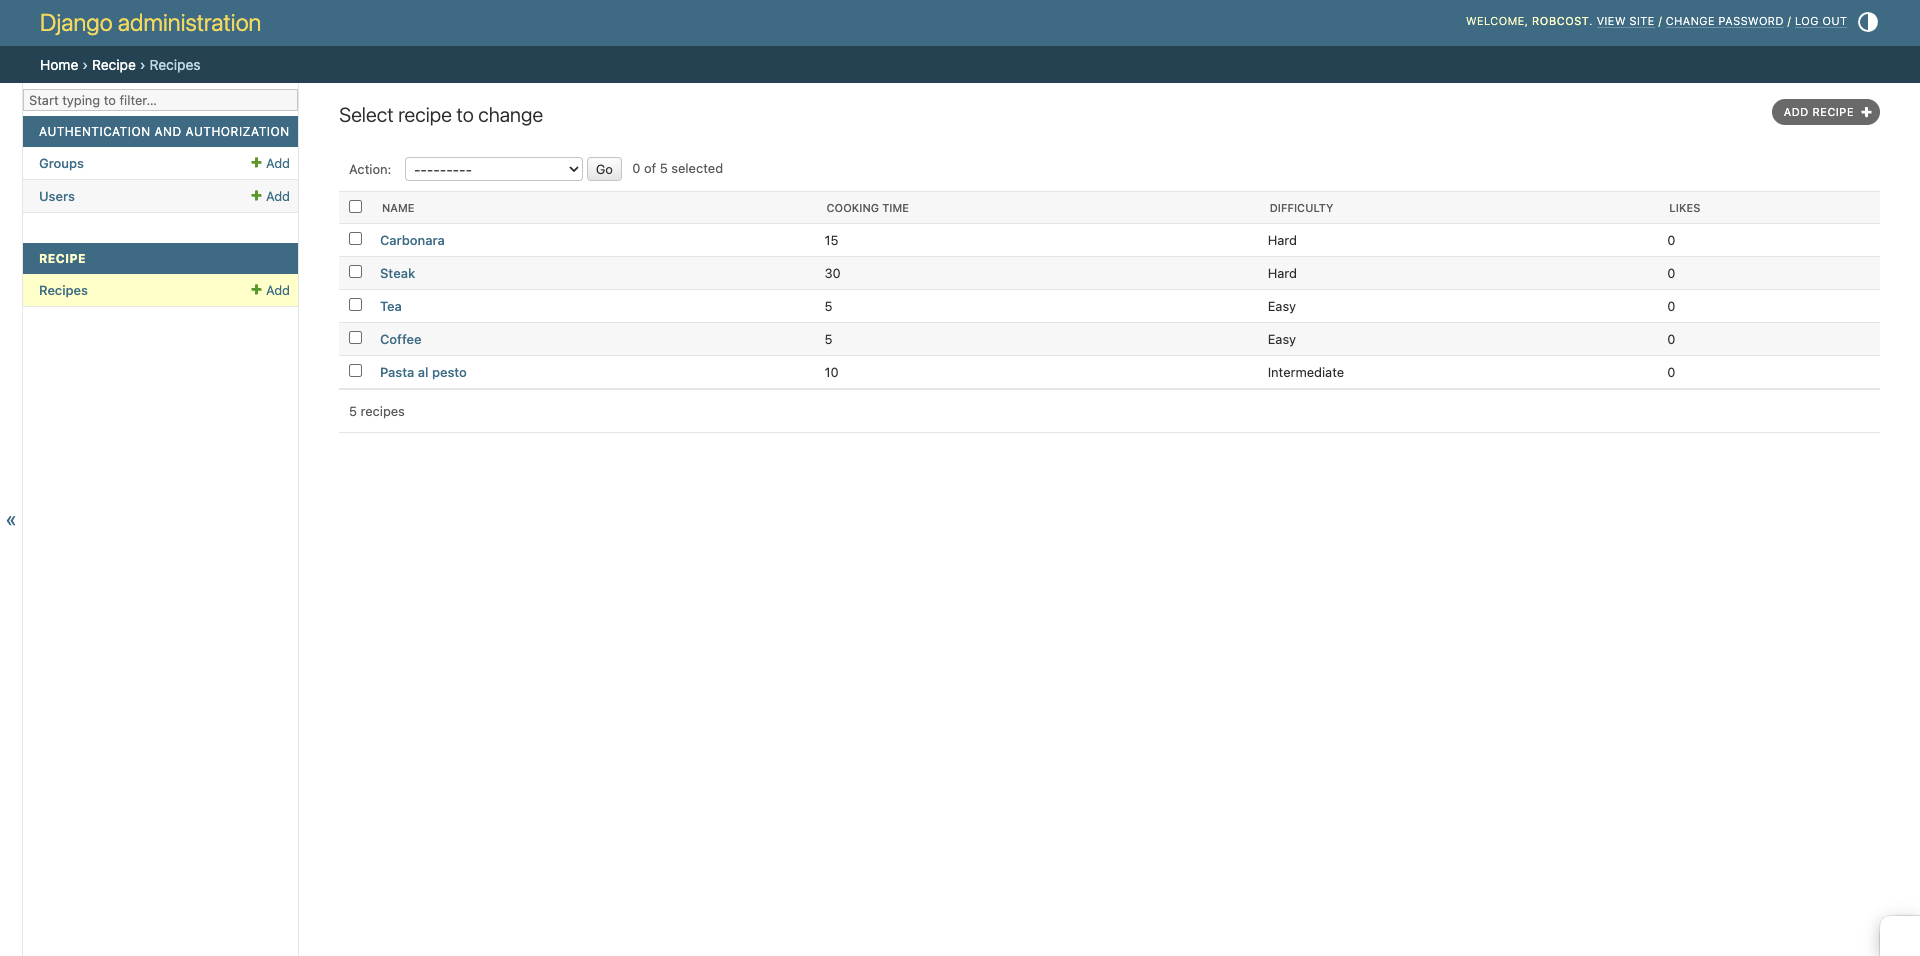 Django administration
WELCOME, ROBCOST. VIEW SITE / CHANGE PASSWORD / LOG OUT
Home › Recipe › Recipes
Start typing to filter...
AUTHENTICATION AND AUTHORIZATION
Groups + Add
Users + Add
RECIPE
Recipes + Add
«
Select recipe to change
ADD RECIPE +
Action: --------- Go 0 of 5 selected
NAME COOKING TIME DIFFICULTY LIKES
Carbonara 15 Hard 0
Steak 30 Hard 0
Tea 5 Easy 0
Coffee 5 Easy 0
Pasta al pesto 10 Intermediate 0
5 recipes